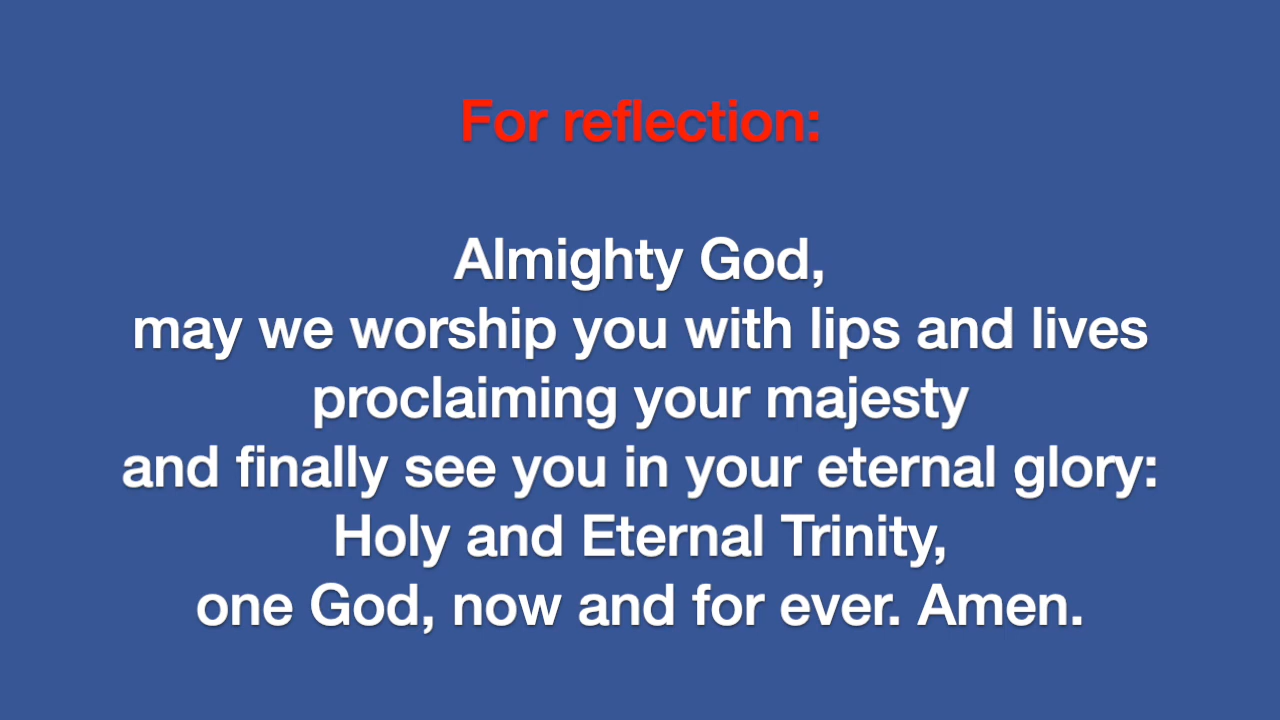 For reflection:
Almighty God,
may we worship you with lips and lives
proclaiming your majesty
and finally see you in your eternal glory:
Holy and Eternal Trinity,
one God, now and for ever. Amen.